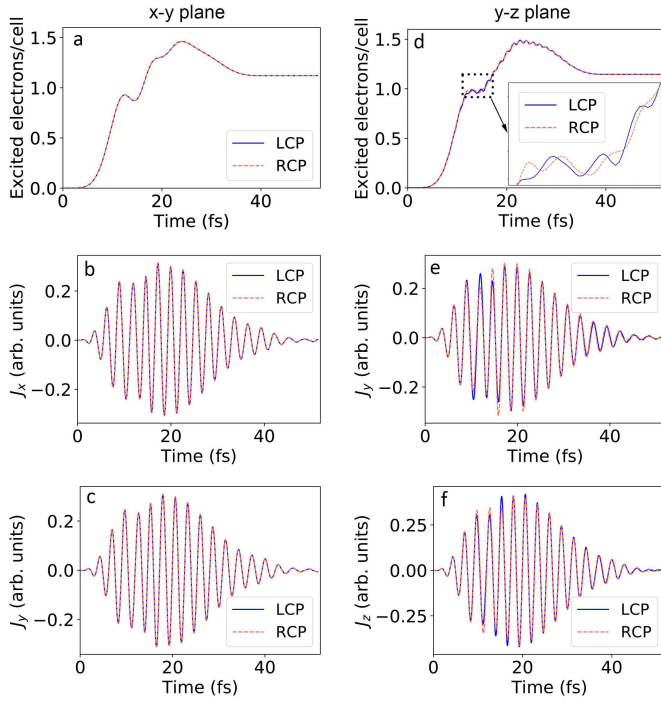 x-y plane
a
Excited electrons/cell
1.5
1.0
0.5
0.0
LCP
RCP
0
20
40
Time (fs)
y-z plane
d
Excited electrons/cell
1.5
1.0
0.5
0.0
LCP
RCP
0
20
40
Time (fs)
b
Jx (arb. units)
0.2
0.0
−0.2
LCP
RCP
0
20
40
Time (fs)
e
Jy (arb. units)
0.2
0.0
−0.2
LCP
RCP
0
20
40
Time (fs)
c
Jy (arb. units)
0.2
0.0
−0.2
LCP
RCP
0
20
40
Time (fs)
f
Jz (arb. units)
0.25
0.00
−0.25
LCP
RCP
0
20
40
Time (fs)